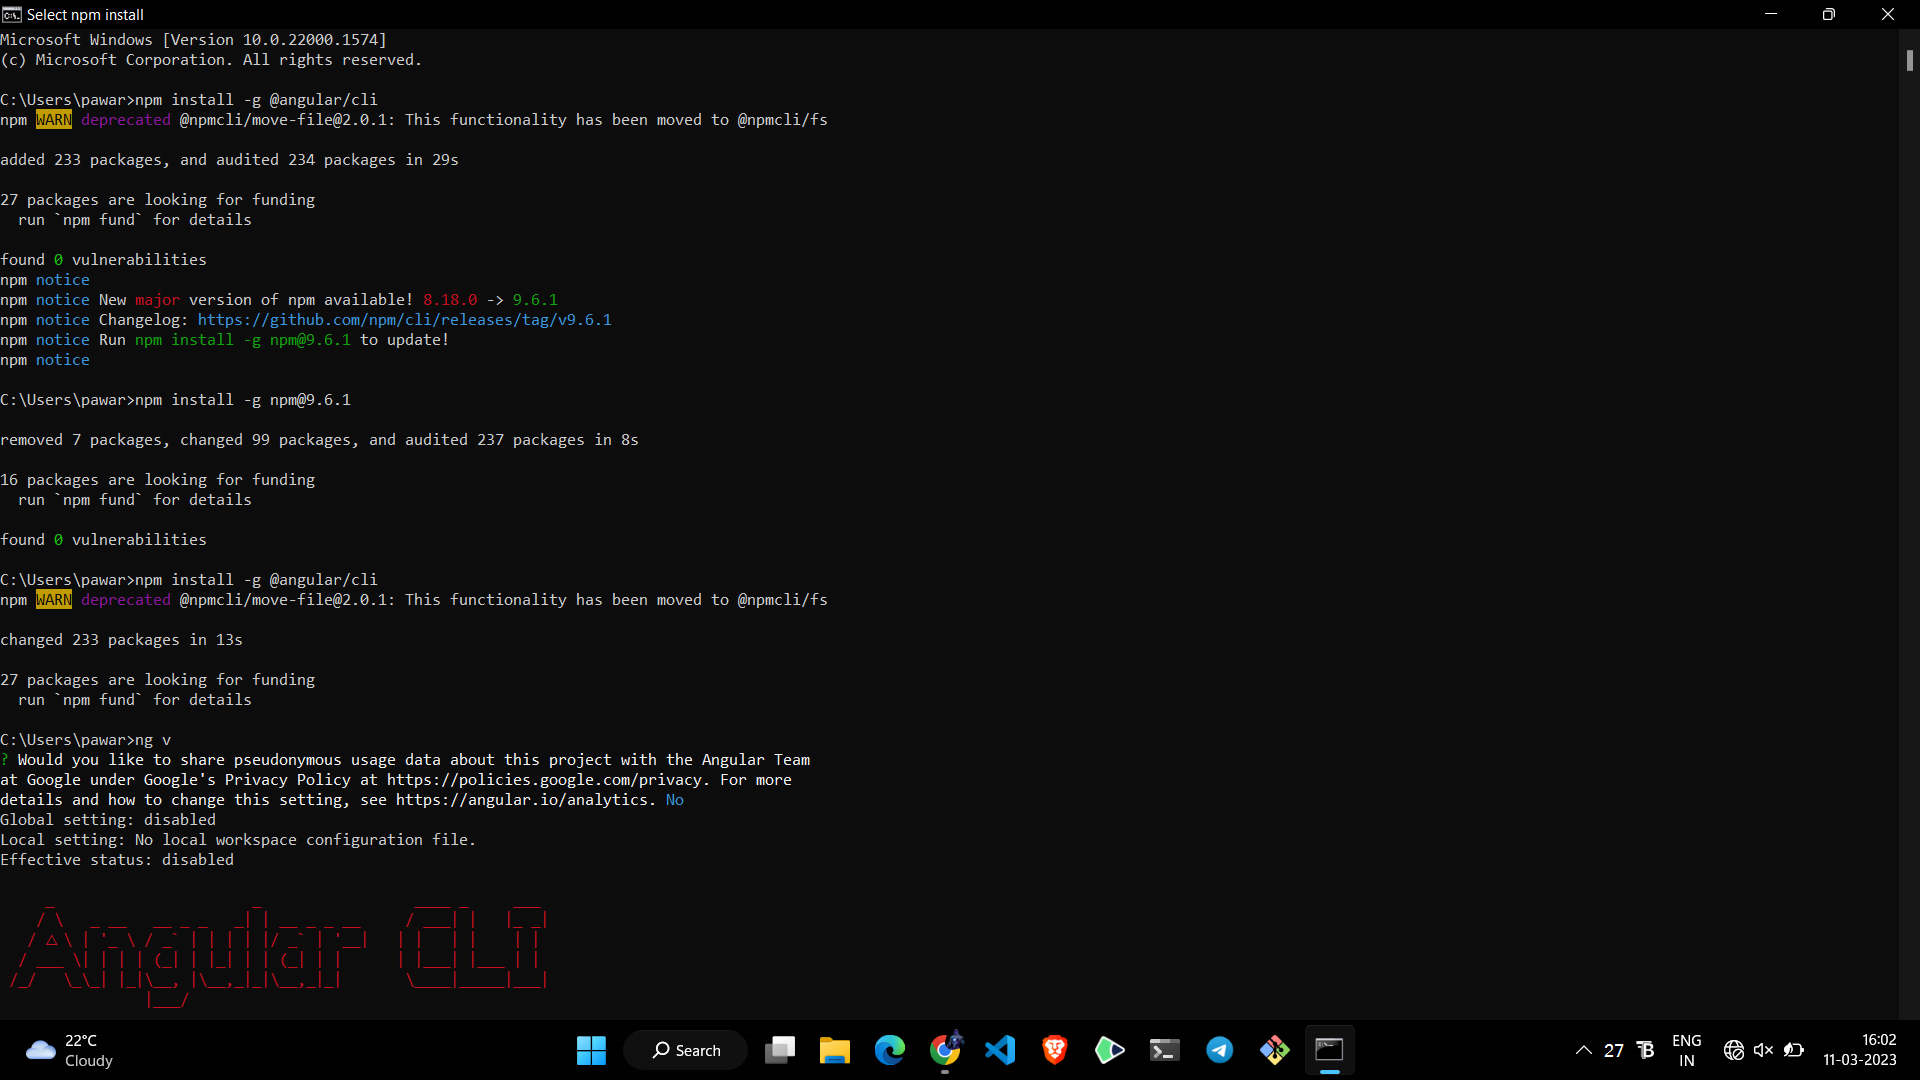 Select npm install
Microsoft Windows [Version 10.0.22000.1574]
(c) Microsoft Corporation. All rights reserved.
C:\Users\pawar>npm install -g @angular/cli
npm WARN deprecated @npmcli/move-file@2.0.1: This functionality has been moved to @npmcli/fs
added 233 packages, and audited 234 packages in 29s
27 packages are looking for funding
  run `npm fund` for details
found 0 vulnerabilities
npm notice
npm notice New major version of npm available! 8.18.0 -> 9.6.1
npm notice Changelog: https://github.com/npm/cli/releases/tag/v9.6.1
npm notice Run npm install -g npm@9.6.1 to update!
npm notice
C:\Users\pawar>npm install -g npm@9.6.1
removed 7 packages, changed 99 packages, and audited 237 packages in 8s
16 packages are looking for funding
  run `npm fund` for details
found 0 vulnerabilities
C:\Users\pawar>npm install -g @angular/cli
npm WARN deprecated @npmcli/move-file@2.0.1: This functionality has been moved to @npmcli/fs
changed 233 packages in 13s
27 packages are looking for funding
  run `npm fund` for details
C:\Users\pawar>ng v
? Would you like to share pseudonymous usage data about this project with the Angular Team
at Google under Google's Privacy Policy at https://policies.google.com/privacy. For more
details and how to change this setting, see https://angular.io/analytics. No
Global setting: disabled
Local setting: No local workspace configuration file.
Effective status: disabled
Angular CLI
22°C
Cloudy
Search
27
ENG
IN
16:02
11-03-2023